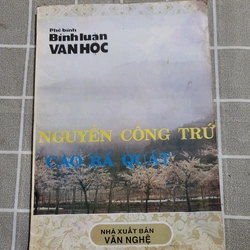 Phê bình
Bình luận
VĂN HỌC
NGUYỄN CÔNG TRỨ
CAO BÁ QUÁT
NHÀ XUẤT BẢN
VĂN NGHỆ